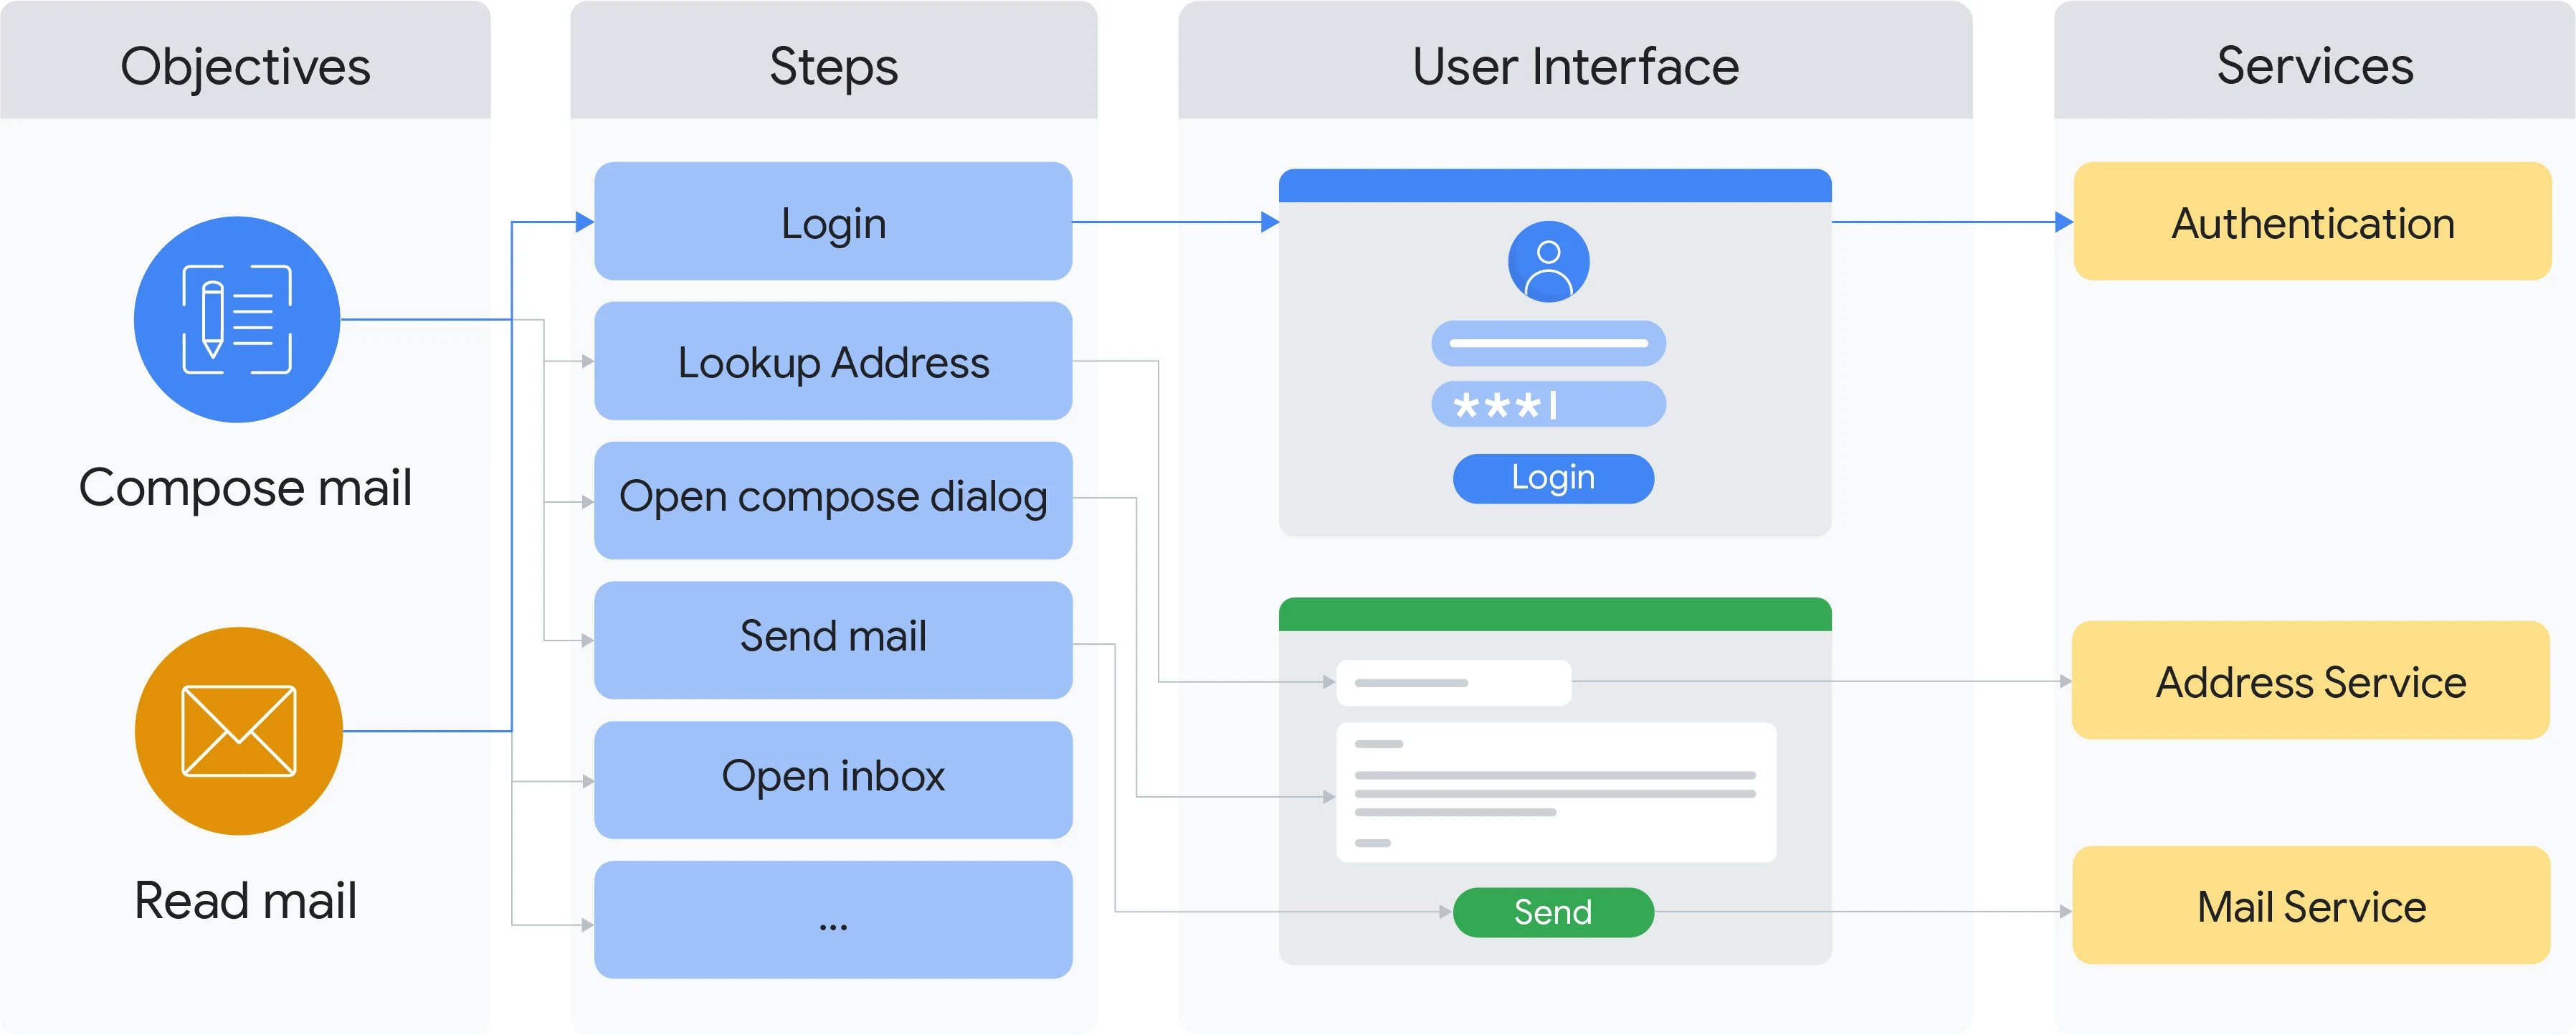 Objectives
Steps
User Interface
Services
Compose mail
Read mail
Login
Lookup Address
Open compose dialog
Send mail
Open inbox
...
***|
Login
Send
Authentication
Address Service
Mail Service